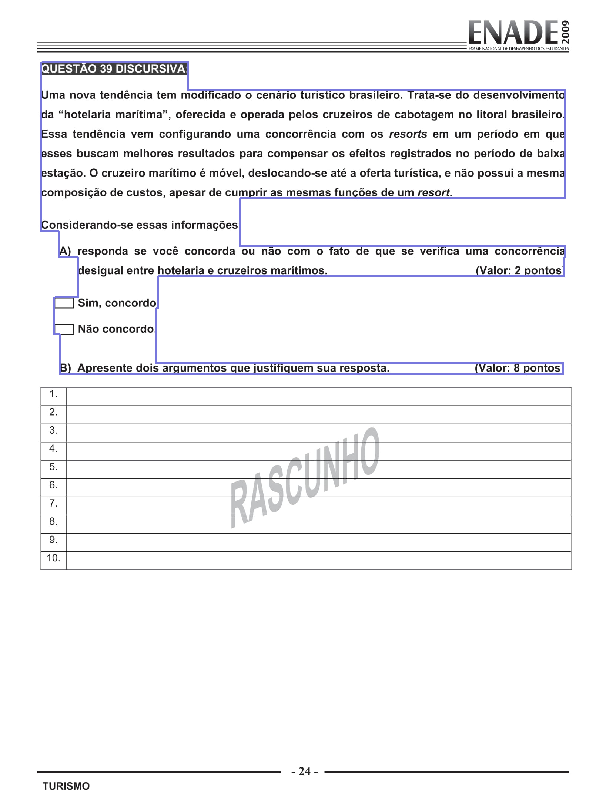 ENADE 2009
EXAME NACIONAL DE DESEMPENHO DOS ESTUDANTES
QUESTÃO 39 DISCURSIVA
Uma nova tendência tem modificado o cenário turístico brasileiro. Trata-se do desenvolvimento
da “hotelaria marítima”, oferecida e operada pelos cruzeiros de cabotagem no litoral brasileiro.
Essa tendência vem configurando uma concorrência com os resorts em um período em que
esses buscam melhores resultados para compensar os efeitos registrados no período de baixa
estação. O cruzeiro marítimo é móvel, deslocando-se até a oferta turística, e não possui a mesma
composição de custos, apesar de cumprir as mesmas funções de um resort.
Considerando-se essas informações
A) responda se você concorda ou não com o fato de que se verifica uma concorrência
desigual entre hotelaria e cruzeiros marítimos. (Valor: 2 pontos)
Sim, concordo.
Não concordo.
B) Apresente dois argumentos que justifiquem sua resposta. (Valor: 8 pontos)
1.
2.
3.
4.
5.
6.
7.
8.
9.
10.
RASCUNHO
- 24 -
TURISMO